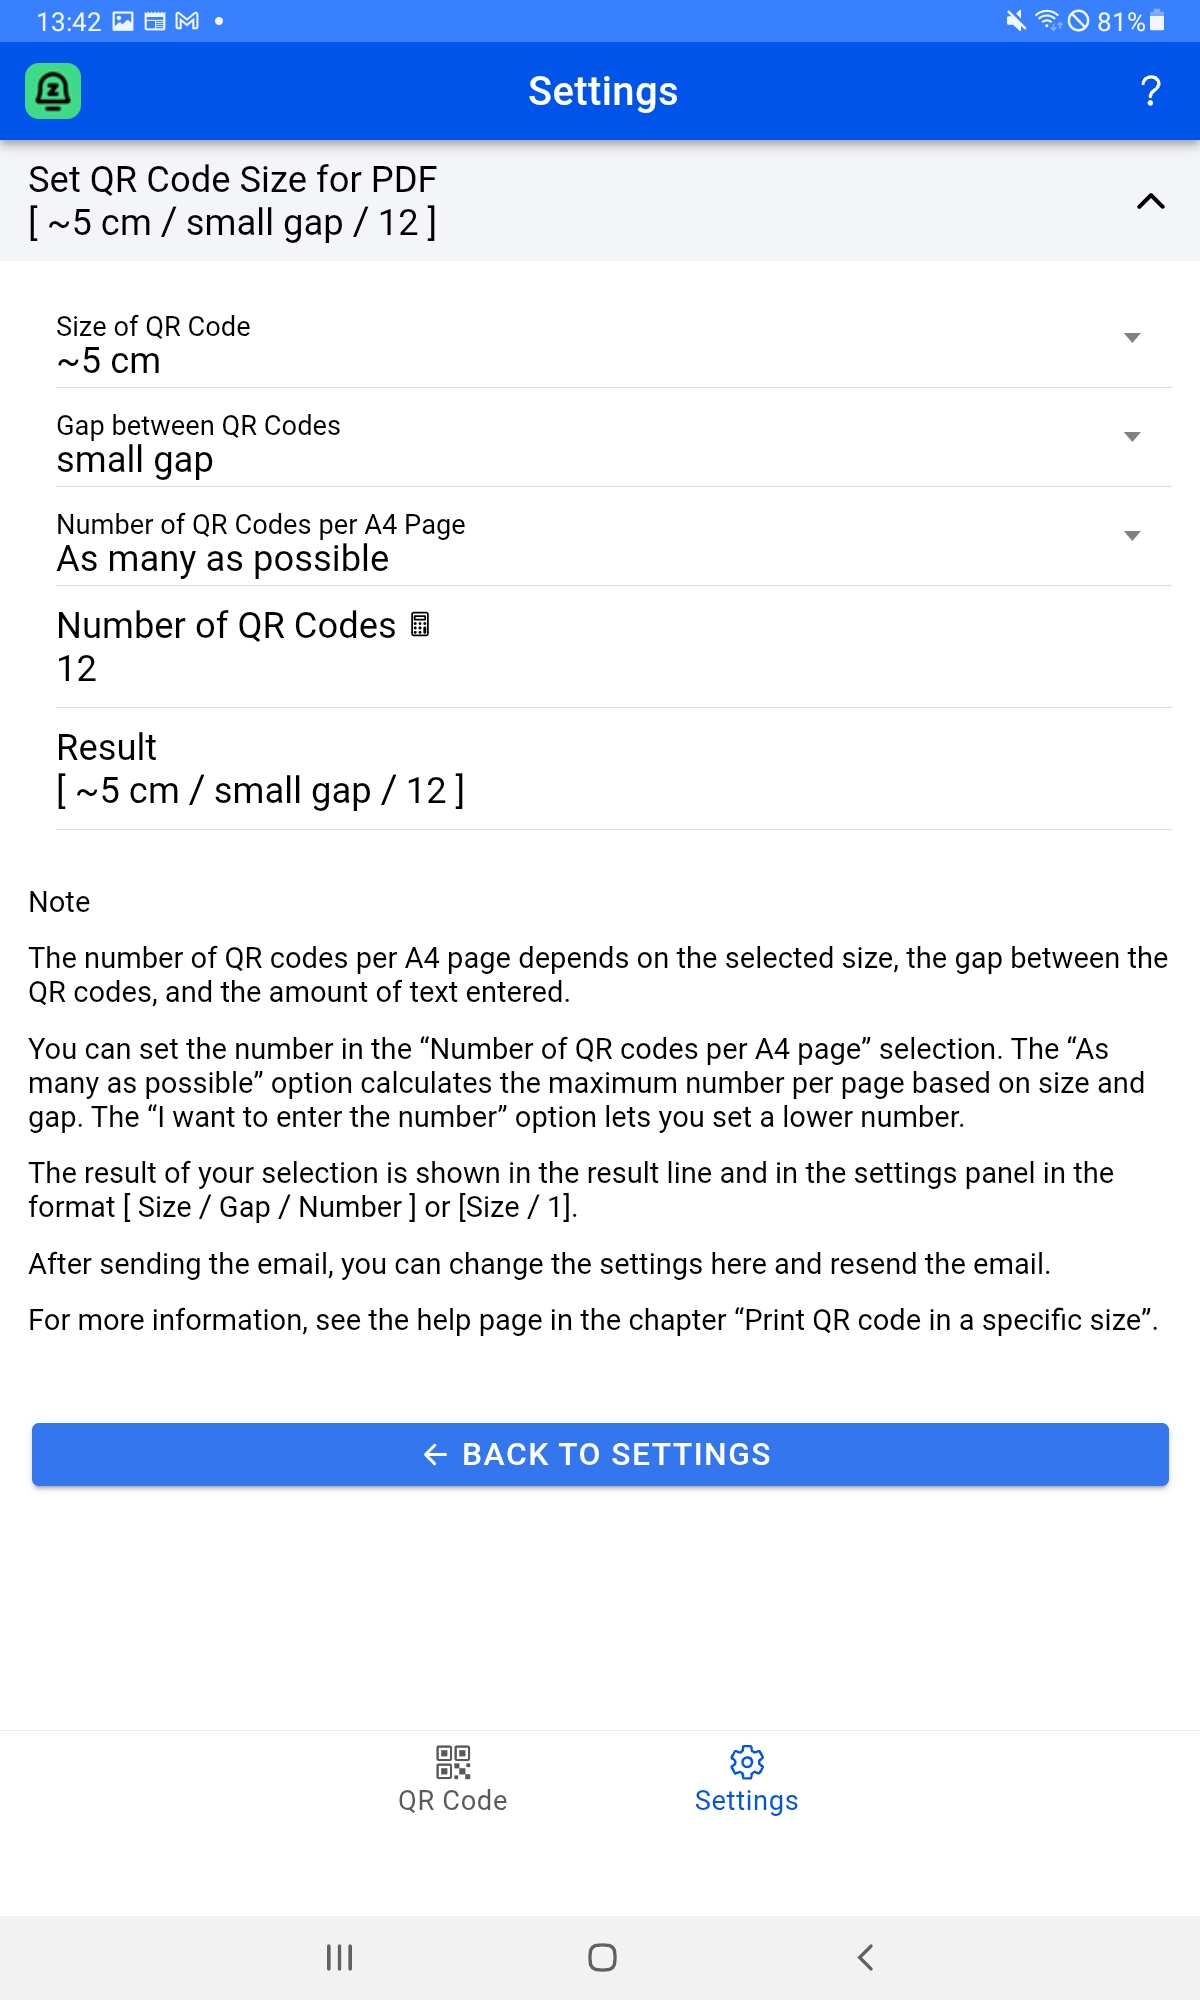 13:42
81%
Settings
?
Set QR Code Size for PDF
[ ~5 cm / small gap / 12 ]
Size of QR Code
~5 cm
Gap between QR Codes
small gap
Number of QR Codes per A4 Page
As many as possible
Number of QR Codes
12
Result
[ ~5 cm / small gap / 12 ]
Note
The number of QR codes per A4 page depends on the selected size, the gap between the
QR codes, and the amount of text entered.
You can set the number in the “Number of QR codes per A4 page” selection. The “As
many as possible” option calculates the maximum number per page based on size and
gap. The “I want to enter the number” option lets you set a lower number.
The result of your selection is shown in the result line and in the settings panel in the
format [ Size / Gap / Number ] or [Size / 1].
After sending the email, you can change the settings here and resend the email.
For more information, see the help page in the chapter “Print QR code in a specific size”.
← BACK TO SETTINGS
QR Code
Settings